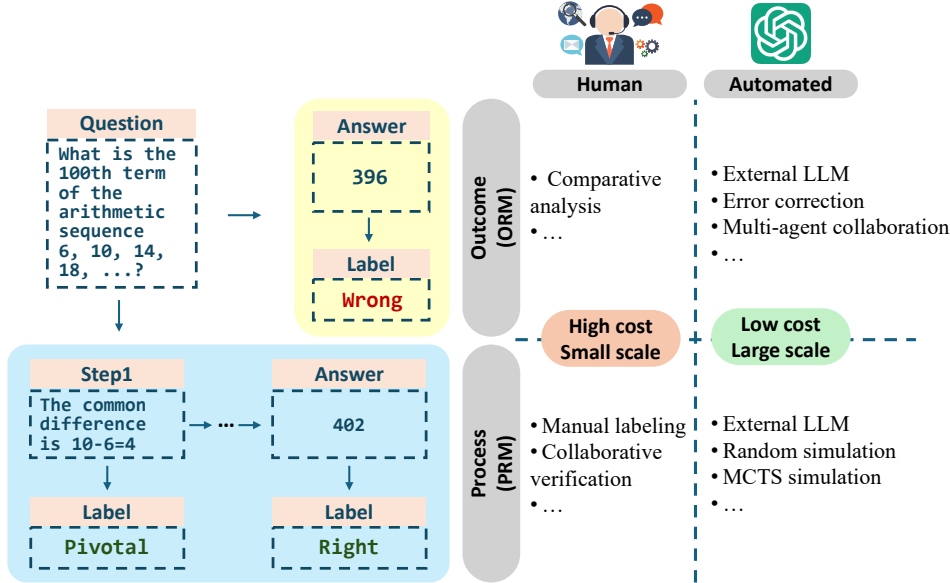 Human
Automated
Question
What is the
100th term
of the
arithmetic
sequence
6, 10, 14,
18, ...?
Answer
396
Label
Wrong
Outcome
(ORM)
• Comparative
analysis
• …
• External LLM
• Error correction
• Multi-agent collaboration
• …
High cost
Small scale
Low cost
Large scale
Step1
The common
difference
is 10-6=4
...
Answer
402
Label
Pivotal
Label
Right
Process
(PRM)
• Manual labeling
• Collaborative
verification
• …
• External LLM
• Random simulation
• MCTS simulation
• …